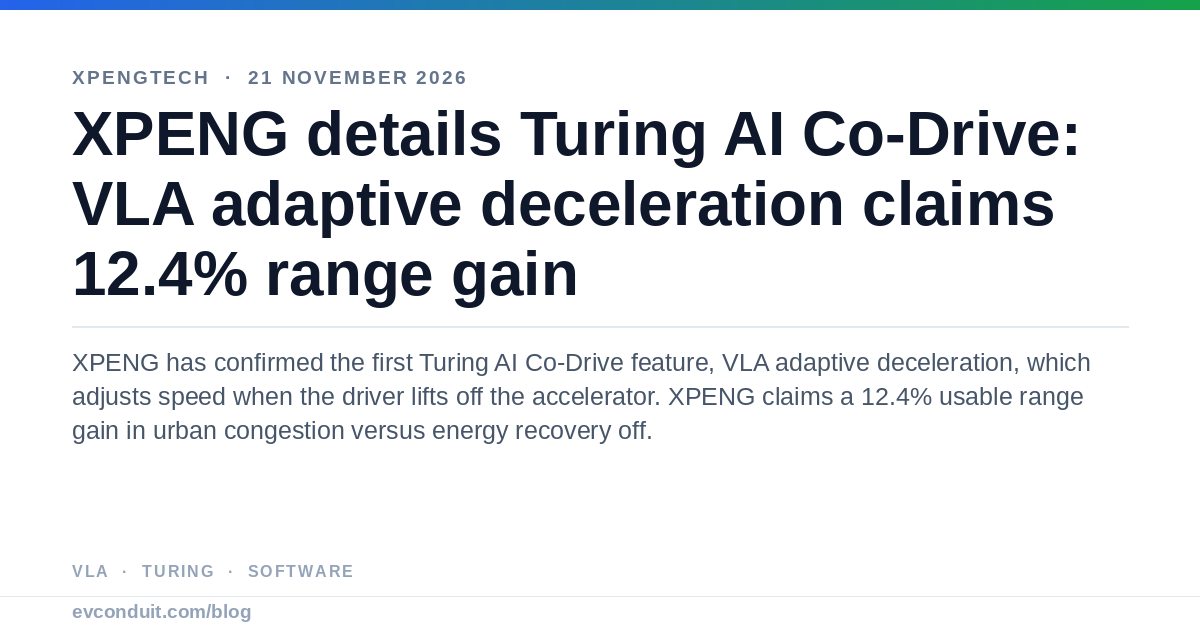 XPENGTECH · 21 NOVEMBER 2026
XPENG details Turing AI Co-Drive:
VLA adaptive deceleration claims
12.4% range gain
XPENG has confirmed the first Turing AI Co-Drive feature, VLA adaptive deceleration, which
adjusts speed when the driver lifts off the accelerator. XPENG claims a 12.4% usable range
gain in urban congestion versus energy recovery off.
VLA · TURING · SOFTWARE
evconduit.com/blog